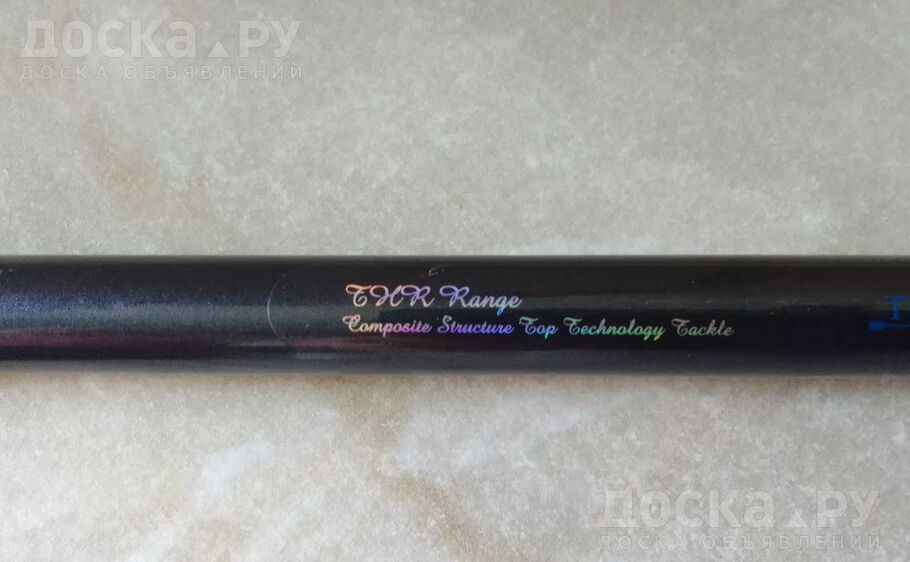 ДОСКА.РУ
ДОСКА ОБЪЯВЛЕНИЙ
THR Range
Composite Structure Top Technology Tackle
ДОСКА.РУ
ДОСКА ОБЪЯВЛЕНИЙ